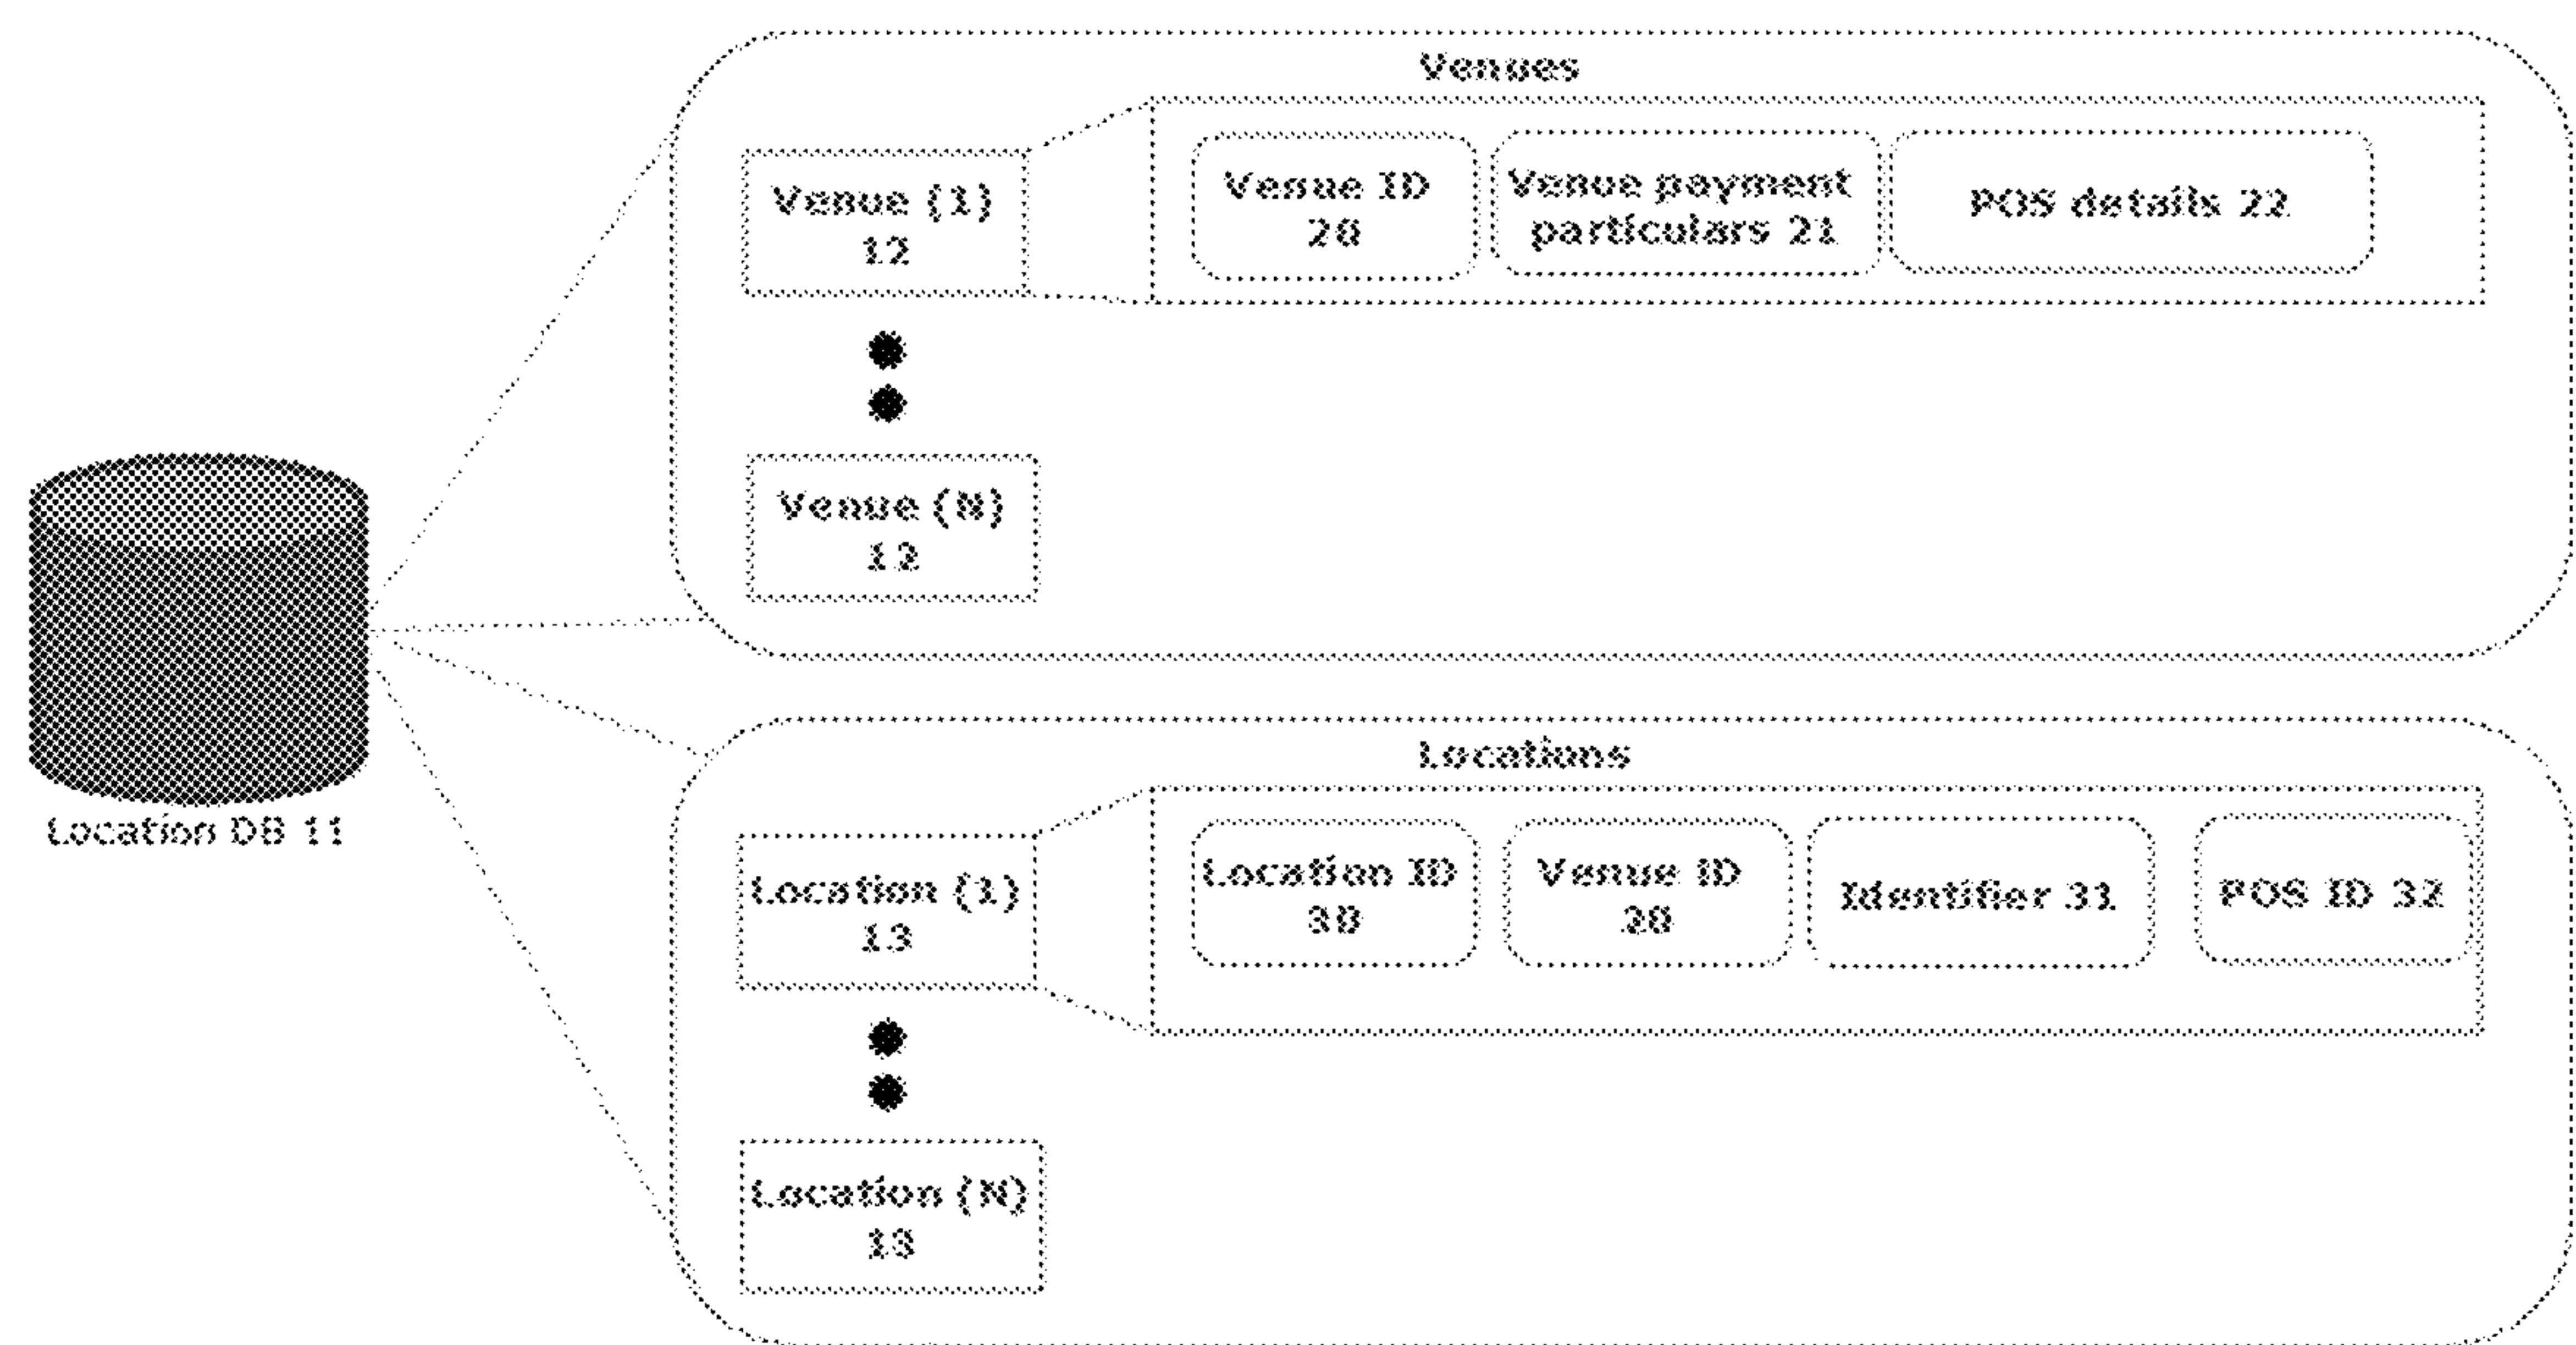 Venues
Venue (1)
12
Venue ID
20
Venue payment
particulars 21
POS details 22
Venue (N)
12
Location DB 11
Locations
Location (1)
13
Location ID
30
Venue ID
20
Identifier 31
POS ID 32
Location (N)
13